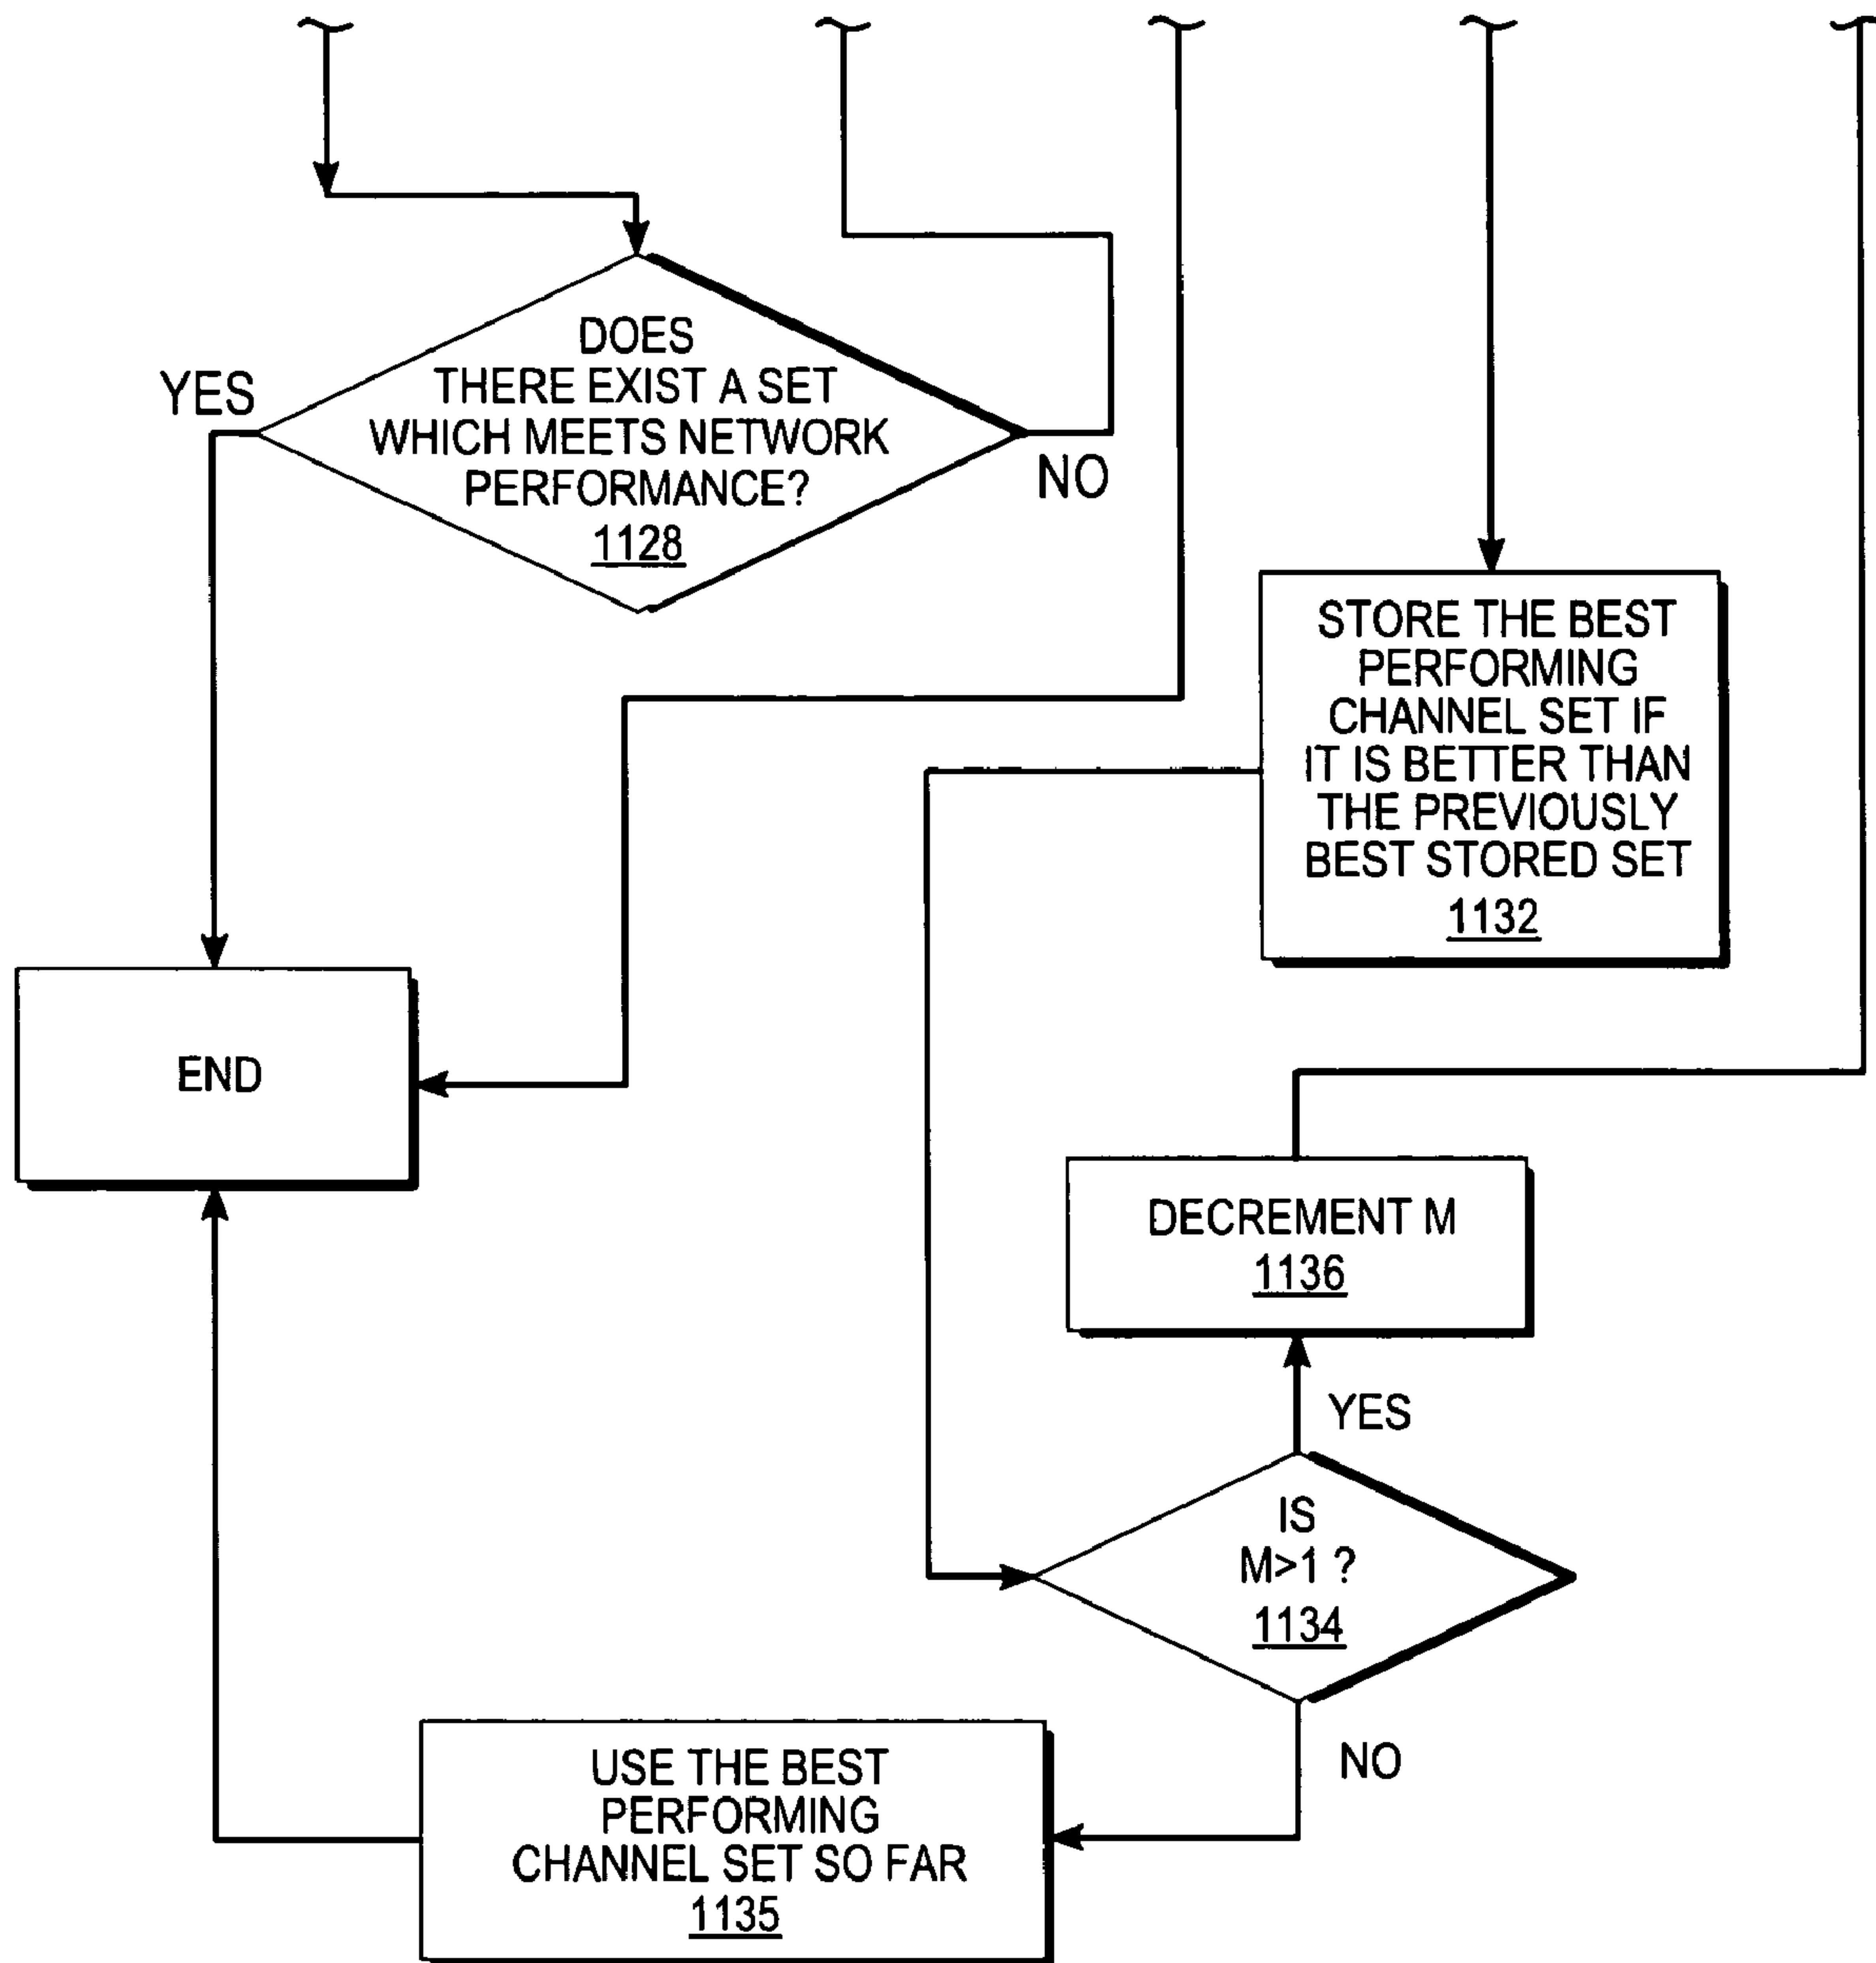 DOES
THERE EXIST A SET
WHICH MEETS NETWORK
PERFORMANCE?
1128
YES
NO
STORE THE BEST
PERFORMING
CHANNEL SET IF
IT IS BETTER THAN
THE PREVIOUSLY
BEST STORED SET
1132
END
DECREMENT M
1136
YES
IS
M>1 ?
1134
NO
USE THE BEST
PERFORMING
CHANNEL SET SO FAR
1135